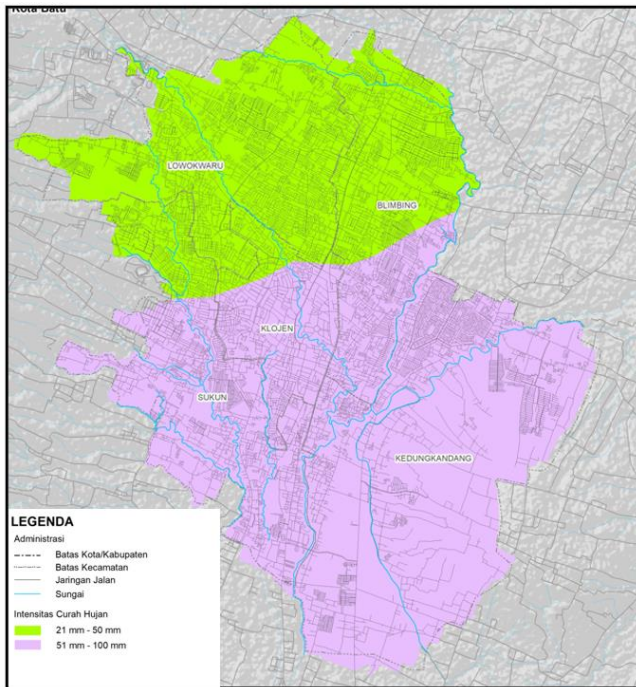 Kota Batu
LOWOKWARU
BLIMBING
KLOJEN
SUKUN
KEDUNGKANDANG
LEGENDA
Administrasi
Batas Kota/Kabupaten
Batas Kecamatan
Jaringan Jalan
Sungai
Intensitas Curah Hujan
21 mm - 50 mm
51 mm - 100 mm